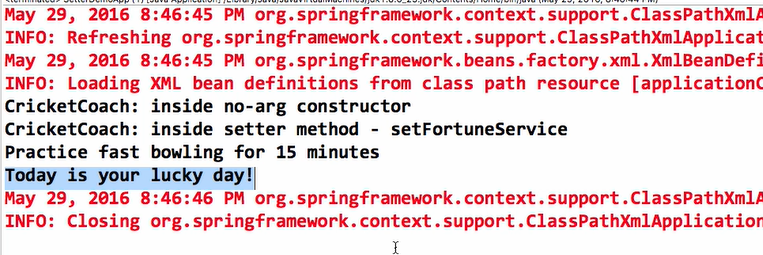 May 29, 2016 8:46:45 PM org.springframework.context.support.ClassPathXmlA
INFO: Refreshing org.springframework.context.support.ClassPathXmlApplicat
May 29, 2016 8:46:45 PM org.springframework.beans.factory.xml.XmlBeanDefi
INFO: Loading XML bean definitions from class path resource [applicationC
CricketCoach: inside no-arg constructor
CricketCoach: inside setter method - setFortuneService
Practice fast bowling for 15 minutes
Today is your lucky day!
May 29, 2016 8:46:46 PM org.springframework.context.support.ClassPathXmlA
INFO: Closing org.springframework.context.support.ClassPathXmlApplication